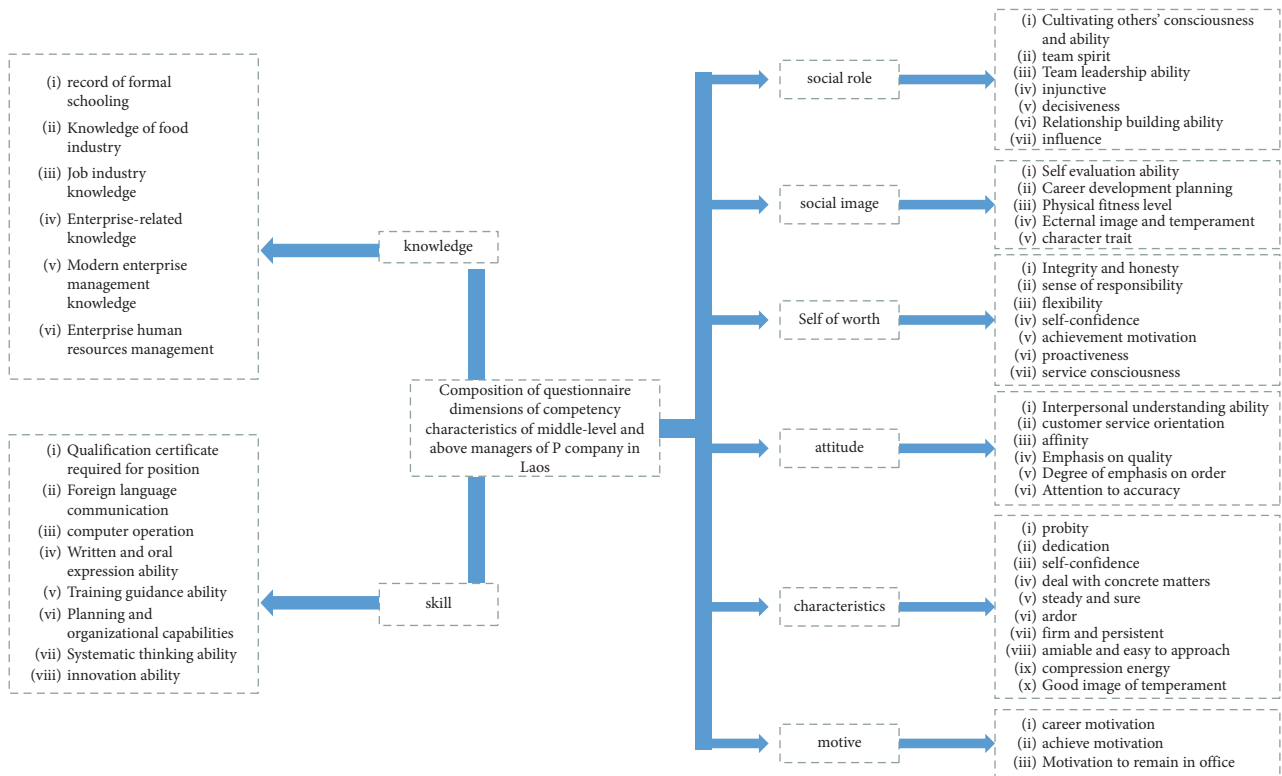 (i) record of formal
schooling
(ii) Knowledge of food
industry
(iii) Job industry
knowledge
(iv) Enterprise-related
knowledge
(v) Modern enterprise
management
knowledge
(vi) Enterprise human
resources management
knowledge
(i) Qualification certificate
required for position
(ii) Foreign language
communication
(iii) computer operation
(iv) Written and oral
expression ability
(v) Training guidance ability
(vi) Planning and
organizational capabilities
(vii) Systematic thinking ability
(viii) innovation ability
skill
Composition of questionnaire
dimensions of competency
characteristics of middle-level and
above managers of P company in
Laos
social role
(i) Cultivating others' consciousness
and ability
(ii) team spirit
(iii) Team leadership ability
(iv) injunctive
(v) decisiveness
(vi) Relationship building ability
(vii) influence
social image
(i) Self evaluation ability
(ii) Career development planning
(iii) Physical fitness level
(iv) Ecternal image and temperament
(v) character trait
Self of worth
(i) Integrity and honesty
(ii) sense of responsibility
(iii) flexibility
(iv) self-confidence
(v) achievement motivation
(vi) proactiveness
(vii) service consciousness
attitude
(i) Interpersonal understanding ability
(ii) customer service orientation
(iii) affinity
(iv) Emphasis on quality
(v) Degree of emphasis on order
(vi) Attention to accuracy
characteristics
(i) probity
(ii) dedication
(iii) self-confidence
(iv) deal with concrete matters
(v) steady and sure
(vi) ardor
(vii) firm and persistent
(viii) amiable and easy to approach
(ix) compression energy
(x) Good image of temperament
motive
(i) career motivation
(ii) achieve motivation
(iii) Motivation to remain in office